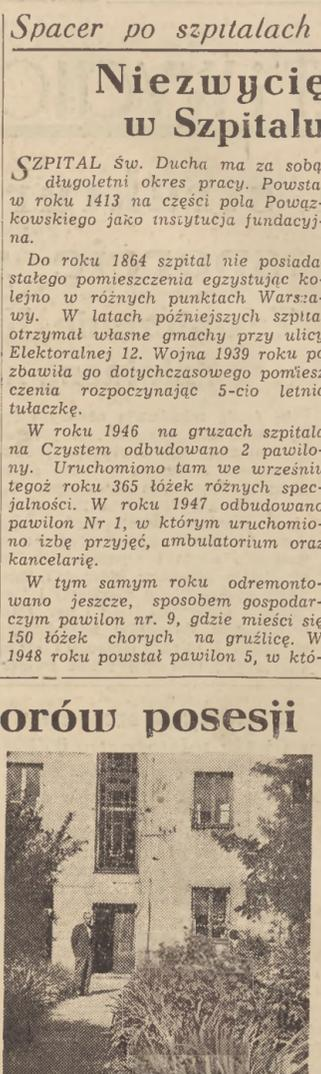 Spacer po szpitalach
Niezwycię
w Szpitalu
SZPITAL św. Ducha ma za sobą
długoletni okres pracy. Powsta
w roku 1413 na części pola Powąz-
kowskiego jako instytucja fundacyj-
na.
Do roku 1864 szpital nie posiada
stałego pomieszczenia egzystując ko-
lejno w różnych punktach Warsza-
wy. W latach późniejszych szpita
otrzymał własne gmachy przy ulicy
Elektoralnej 12. Wojna 1939 roku po
zbawiła go dotychczasowego pomiesz
czenia rozpoczynając 5-cio letnią
tułaczkę.
W roku 1946 na gruzach szpitala
na Czystem odbudowano 2 pawilo-
ny. Uruchomiono tam we wrześniu
tegoż roku 365 łóżek różnych spec-
jalności. W roku 1947 odbudowano
pawilon Nr 1, w którym uruchomio-
no izbę przyjęć, ambulatorium oraz
kancelarię.
W tym samym roku odremonto-
wano jeszcze, sposobem gospodar-
czym pawilon nr. 9, gdzie mieści się
150 łóżek chorych na gruźlicę. W
1948 roku powstał pawilon 5, w któ-
orów posesji